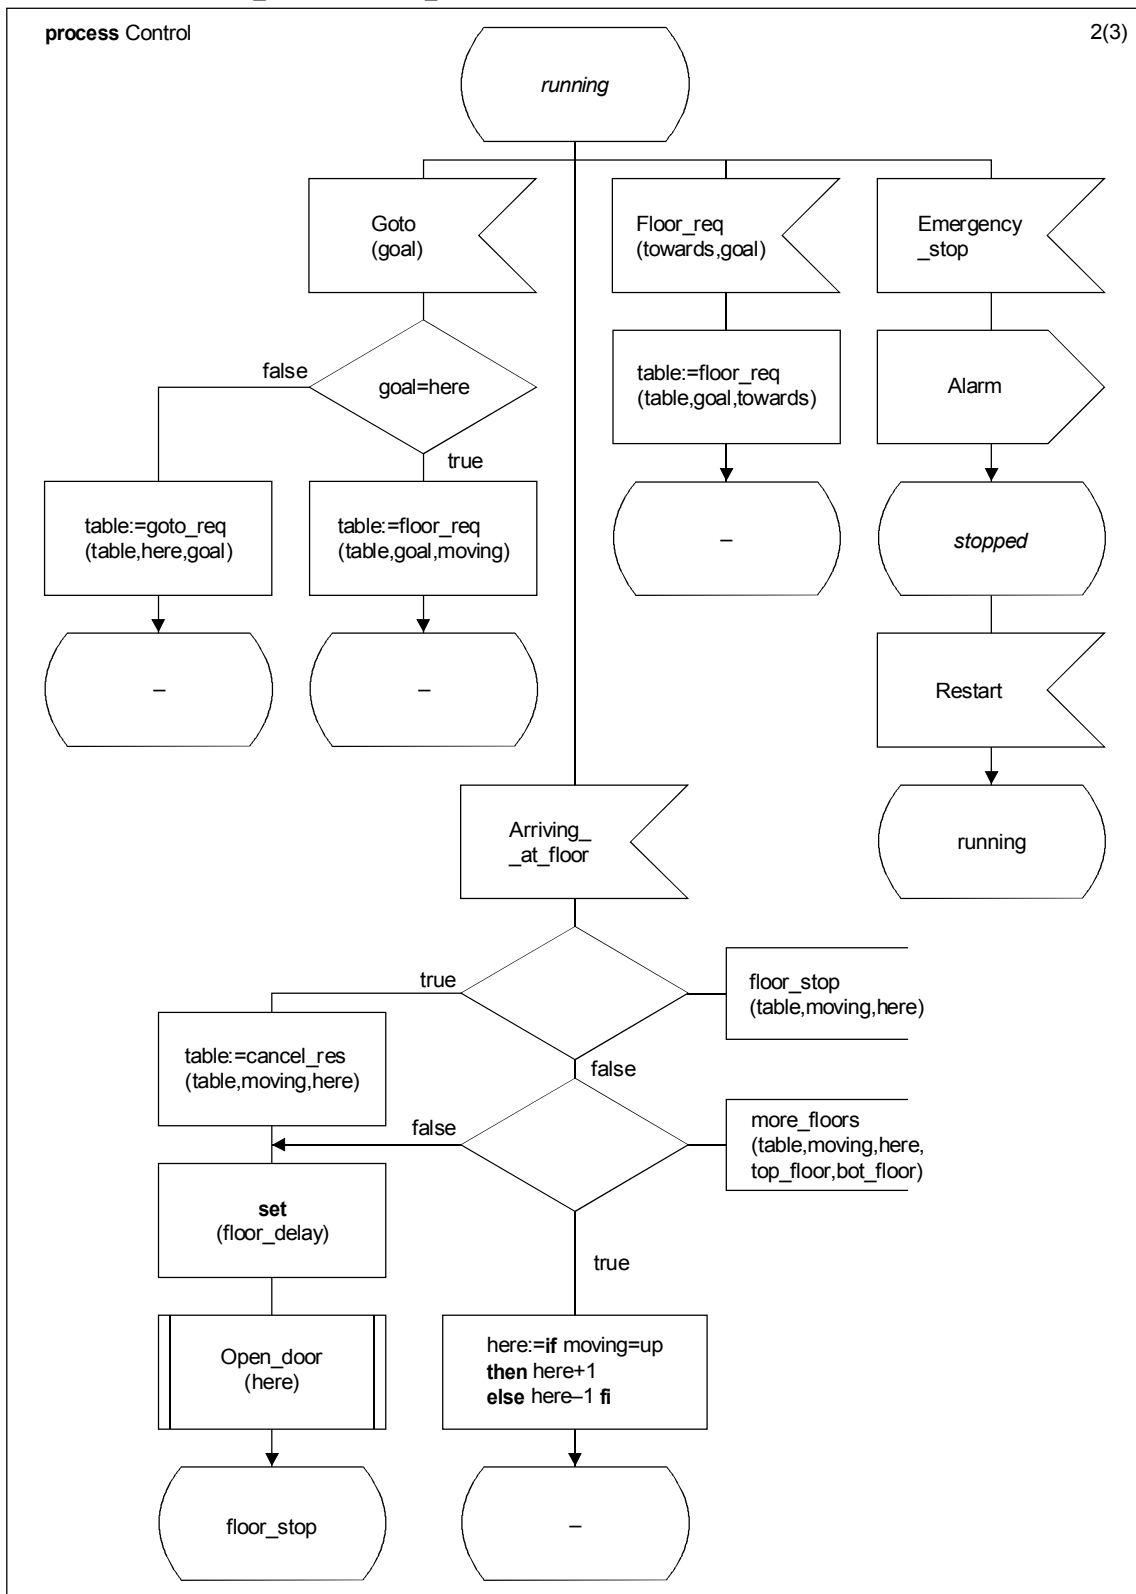 process Control
2(3)
running
Goto
(goal)
Floor_req
(towards,goal)
Emergency
_stop
false
goal=here
true
table:=floor_req
(table,goal,towards)
Alarm
table:=goto_req
(table,here,goal)
table:=floor_req
(table,goal,moving)
–
stopped
–
–
Restart
running
Arriving_
_at_floor
true
floor_stop
(table,moving,here)
false
table:=cancel_res
(table,moving,here)
false
more_floors
(table,moving,here,
top_floor,bot_floor)
set
(floor_delay)
true
Open_door
(here)
here:=if moving=up
then here+1
else here–1 fi
floor_stop
–